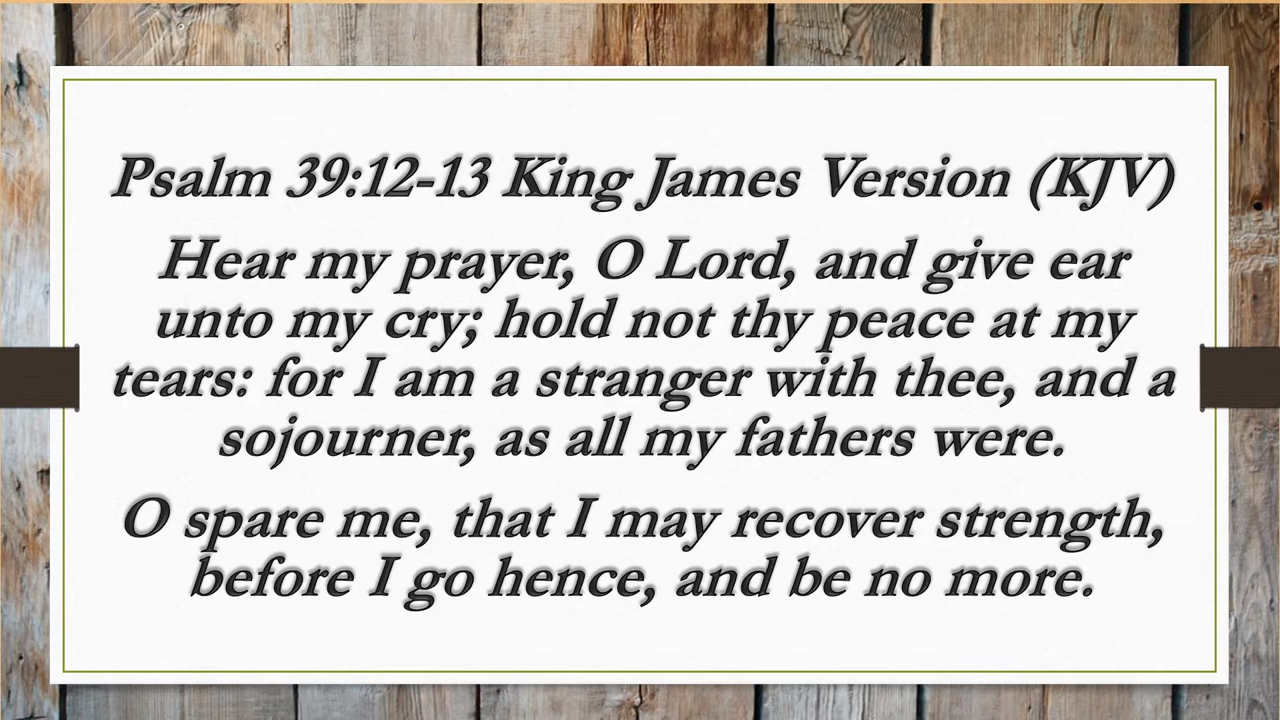 Psalm 39:12-13 King James Version (KJV)
Hear my prayer, O Lord, and give ear
unto my cry; hold not thy peace at my
tears: for I am a stranger with thee, and a
sojourner, as all my fathers were.
O spare me, that I may recover strength,
before I go hence, and be no more.